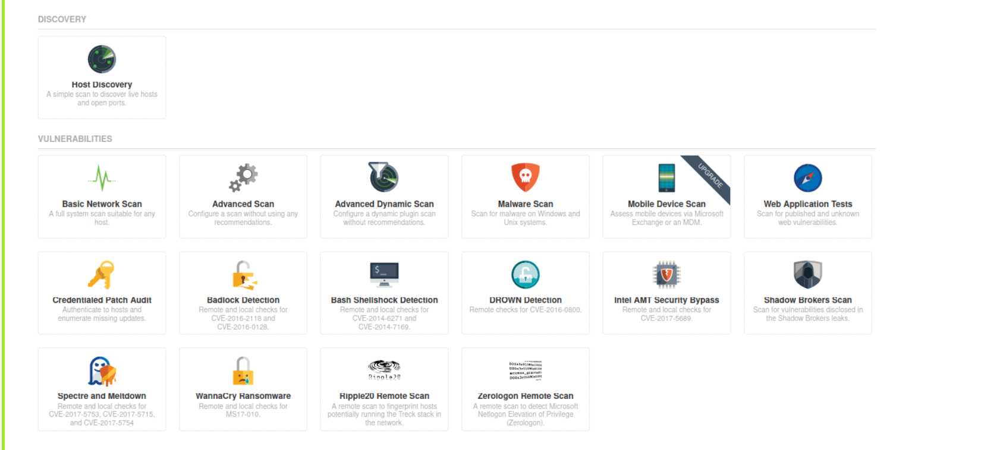 DISCOVERY
Host Discovery
A simple scan to discover live hosts
and open ports.
VULNERABILITIES
Basic Network Scan
A full system scan suitable for any
host.
Advanced Scan
Configure a scan without using any
recommendations.
Advanced Dynamic Scan
Configure a dynamic plugin scan
without recommendations.
Malware Scan
Scan for malware on Windows and
Unix systems.
UPGRADE
Mobile Device Scan
Assess mobile devices via Microsoft
Exchange or an MDM.
Web Application Tests
Scan for published and unknown
web vulnerabilities.
Credentialed Patch Audit
Authenticate to hosts and
enumerate missing updates.
Badlock Detection
Remote and local checks for
CVE-2016-2118 and
CVE-2016-0128.
$_
Bash Shellshock Detection
Remote and local checks for
CVE-2014-6271 and
CVE-2014-7169.
DROWN Detection
Remote checks for CVE-2016-0800.
Intel AMT Security Bypass
Remote and local checks for
CVE-2017-5689.
Shadow Brokers Scan
Scan for vulnerabilities disclosed in
the Shadow Brokers leaks.
Spectre and Meltdown
Remote and local checks for
CVE-2017-5753, CVE-2017-5715,
and CVE-2017-5754
WannaCry Ransomware
Remote and local checks for
MS17-010.
Ripple20
Ripple20 Remote Scan
A remote scan to fingerprint hosts
potentially running the Treck stack in
the network.
access_granted
Zerologon Remote Scan
A remote scan to detect Microsoft
Netlogon Elevation of Privilege
(Zerologon).